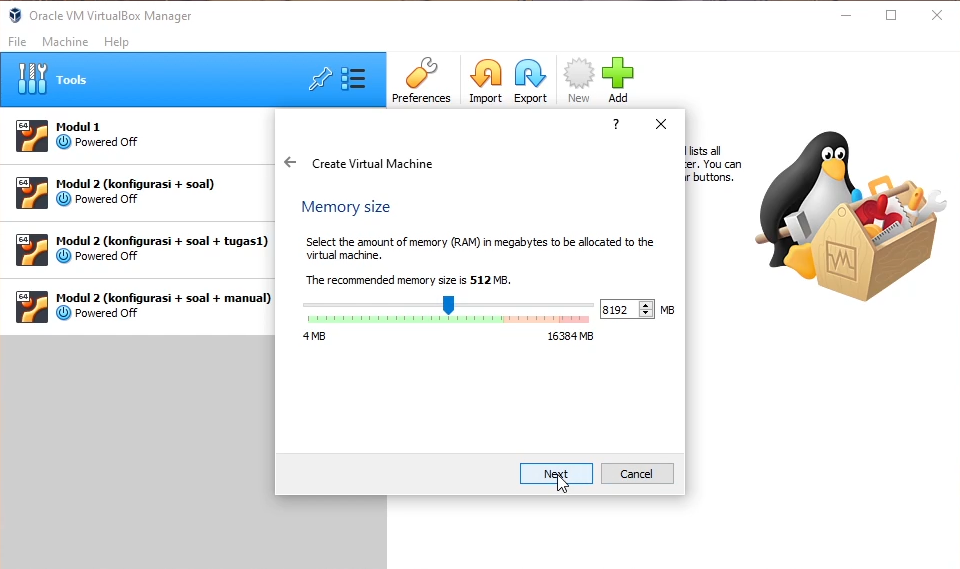 Oracle VM VirtualBox Manager
File Machine Help
Tools
Preferences Import Export New Add
64
Modul 1
Powered Off
64
Modul 2 (konfigurasi + soal)
Powered Off
64
Modul 2 (konfigurasi + soal + tugas1)
Powered Off
64
Modul 2 (konfigurasi + soal + manual)
Powered Off
?
Create Virtual Machine
Memory size
Select the amount of memory (RAM) in megabytes to be allocated to the
virtual machine.
The recommended memory size is 512 MB.
8192 MB
4 MB 16384 MB
Next Cancel
lists all
You can
buttons.